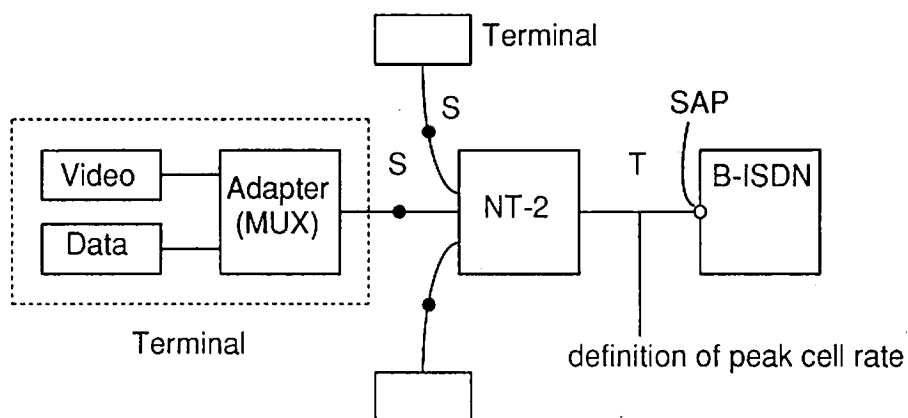 Terminal
SAP
S
S
T
B-ISDN
Video
Adapter
(MUX)
NT-2
Data
Terminal
definition of peak cell rate